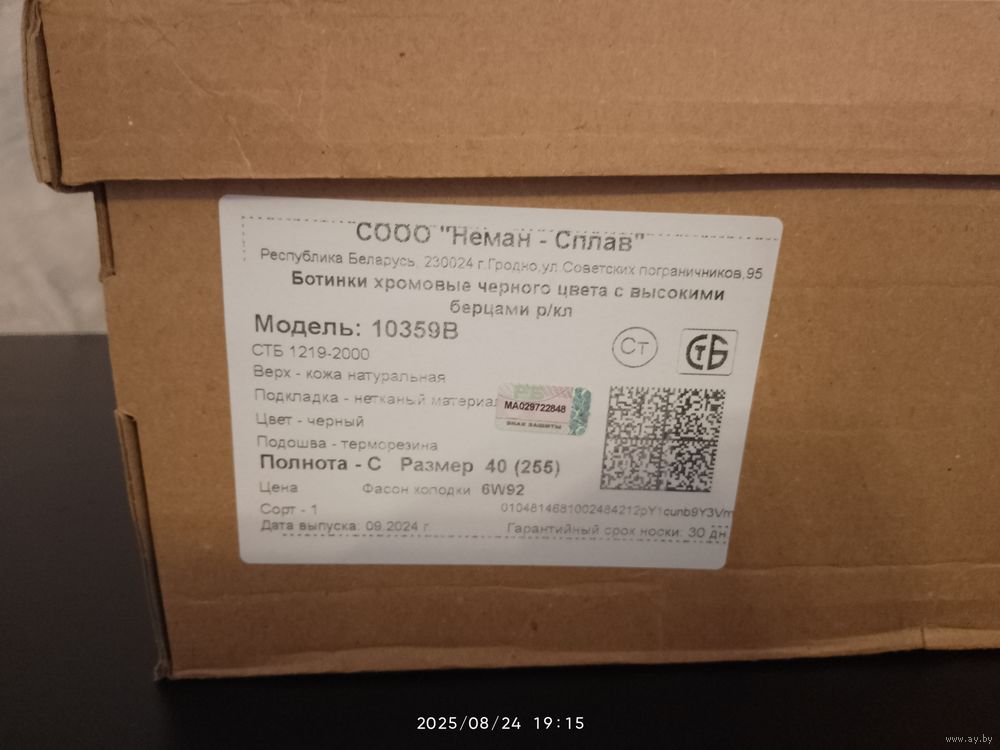 СООО "Неман - Сплав"
Республика Беларусь, 230024 г.Гродно,ул.Советских пограничников,95
Ботинки хромовые черного цвета с высокими
берцами р/кл
Модель: 10359В
СТ
СТБ
СТБ 1219-2000
Верх - кожа натуральная
Подкладка - нетканый материал
МА029722848
ЗНАК ЗАЩИТЫ
Цвет - черный
Подошва - терморезина
Полнота - С Размер 40 (255)
Цена Фасон колодки 6W92
Сорт - 1
0104814681002484212pY1cunb9Y3Vm
Дата выпуска: 09.2024 г. Гарантийный срок носки: 30 дн
2025/08/24 19:15
www.ay.by